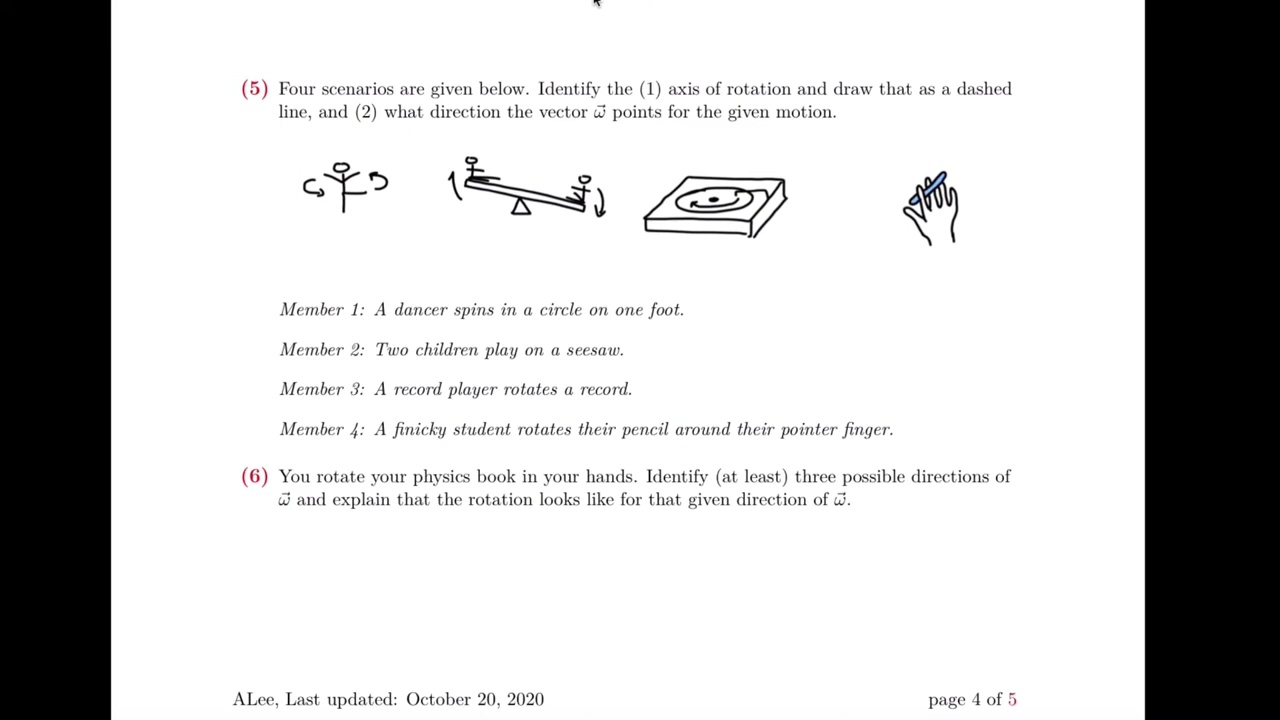 (5) Four scenarios are given below. Identify the (1) axis of rotation and draw that as a dashed
line, and (2) what direction the vector ω⃗ points for the given motion.
Member 1: A dancer spins in a circle on one foot.
Member 2: Two children play on a seesaw.
Member 3: A record player rotates a record.
Member 4: A finicky student rotates their pencil around their pointer finger.
(6) You rotate your physics book in your hands. Identify (at least) three possible directions of
ω⃗ and explain that the rotation looks like for that given direction of ω⃗.
ALee, Last updated: October 20, 2020
page 4 of 5